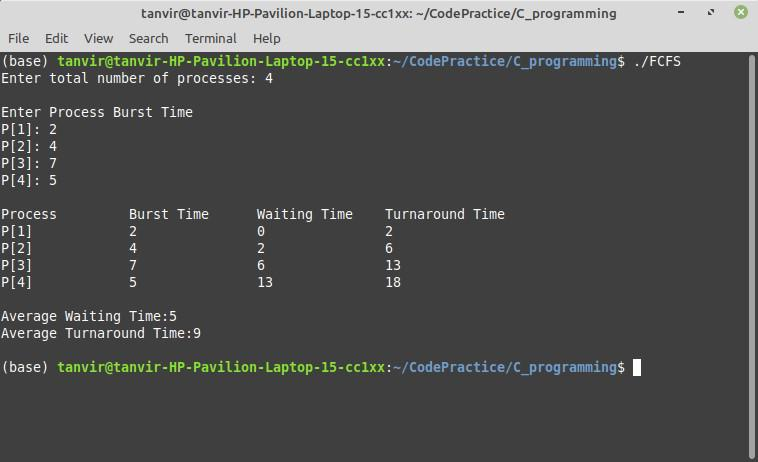 tanvir@tanvir-HP-Pavilion-Laptop-15-cc1xx: ~/CodePractice/C_programming
File Edit View Search Terminal Help
(base) tanvir@tanvir-HP-Pavilion-Laptop-15-cc1xx:~/CodePractice/C_programming$ ./FCFS
Enter total number of processes: 4
Enter Process Burst Time
P[1]: 2
P[2]: 4
P[3]: 7
P[4]: 5
Process Burst Time Waiting Time Turnaround Time
P[1] 2 0 2
P[2] 4 2 6
P[3] 7 6 13
P[4] 5 13 18
Average Waiting Time:5
Average Turnaround Time:9
(base) tanvir@tanvir-HP-Pavilion-Laptop-15-cc1xx:~/CodePractice/C_programming$